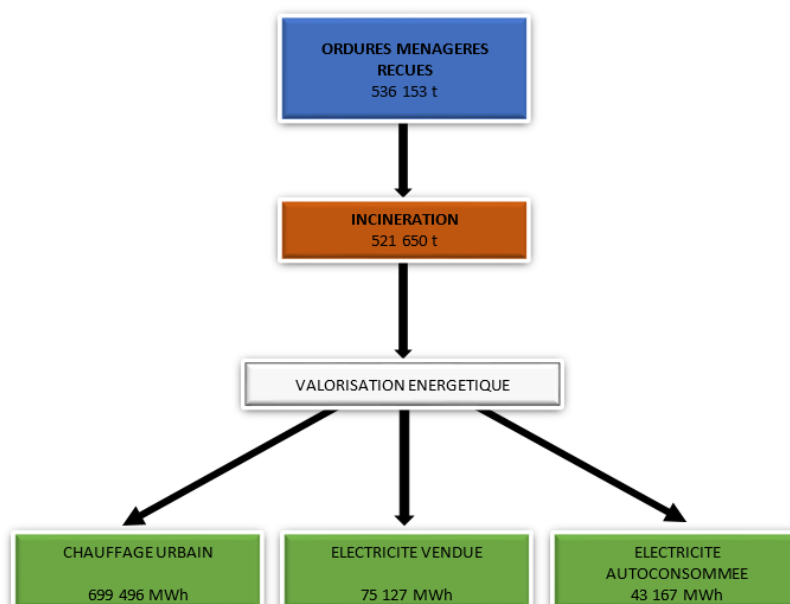 ORDURES MENAGERES
RECUES
536 153 t
INCINERATION
521 650 t
VALORISATION ENERGETIQUE
CHAUFFAGE URBAIN
699 496 MWh
ELECTRICITE VENDUE
75 127 MWh
ELECTRICITE
AUTOCONSOMMEE
43 167 MWh